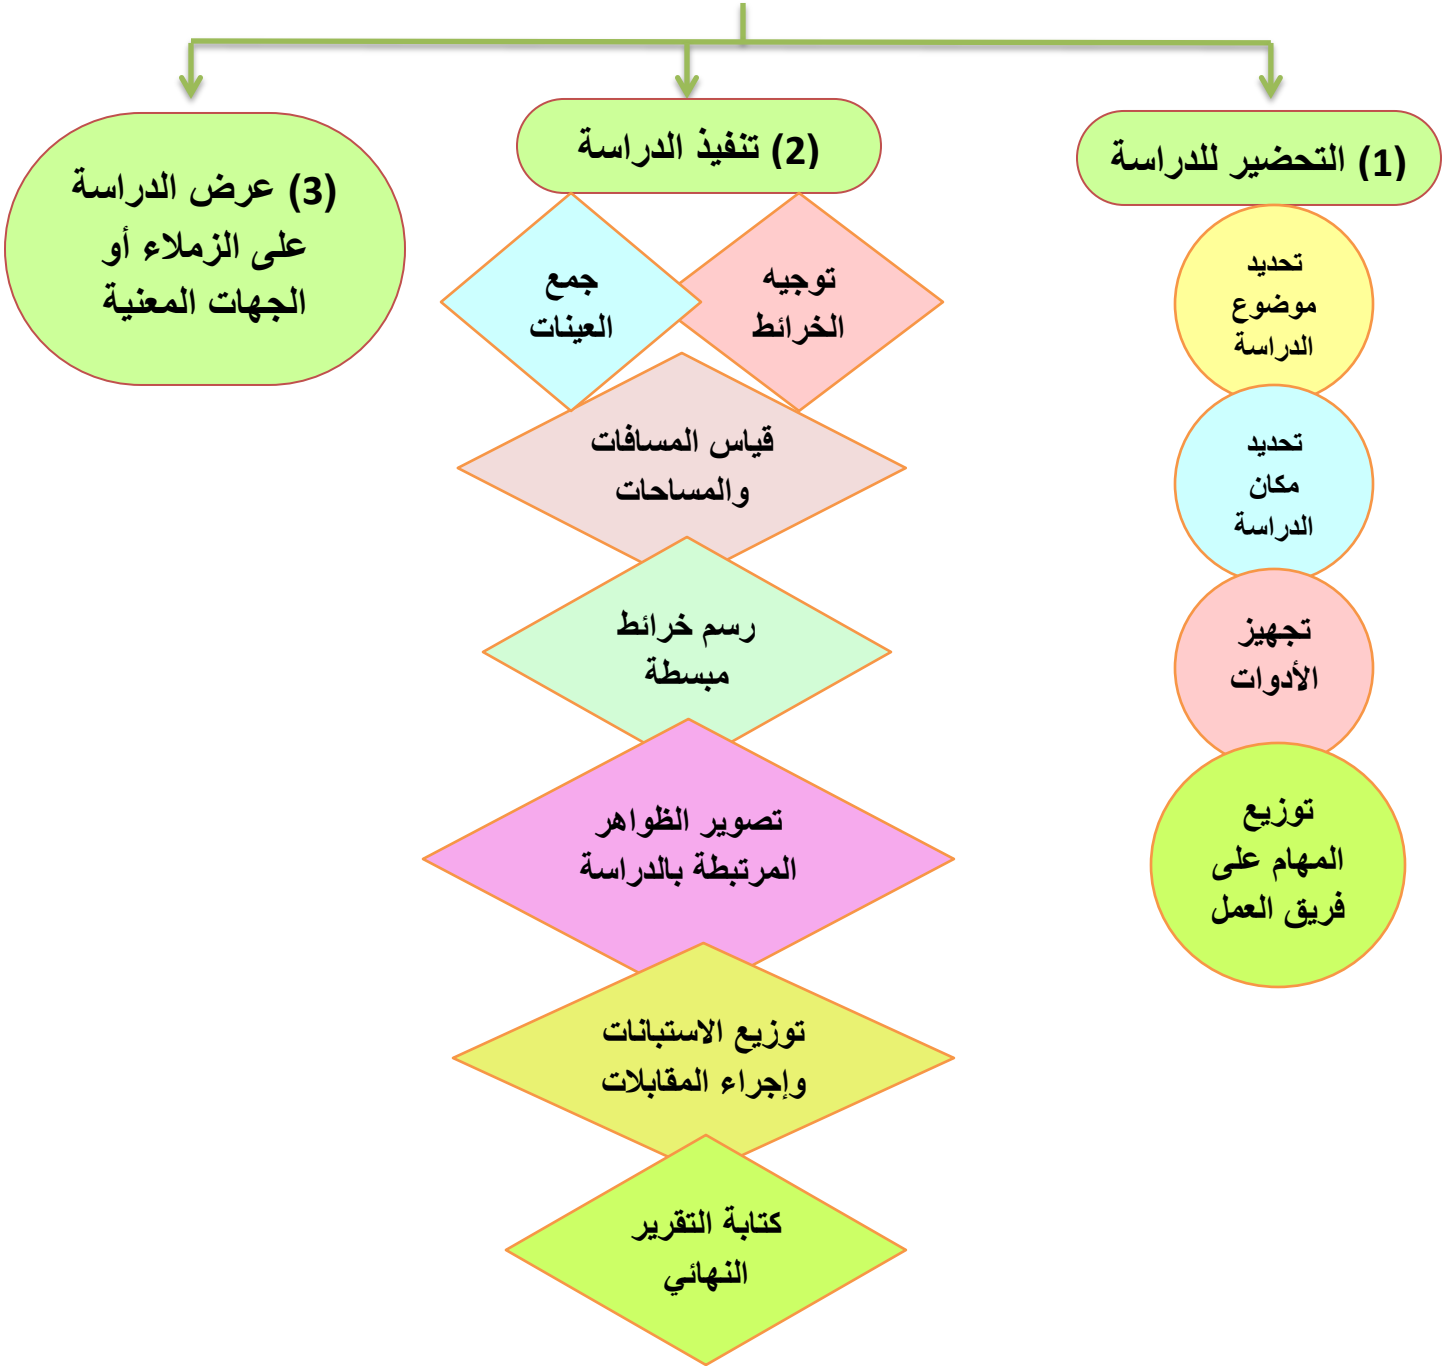 (1) التحضير للدراسة
تحديد
موضوع
الدراسة
تحديد
مكان
الدراسة
تجهيز
الأدوات
توزيع
المهام على
فريق العمل
(2) تنفيذ الدراسة
توجيه
الخرائط
جمع
العينات
قياس المسافات
والمساحات
رسم خرائط
مبسطة
تصوير الظواهر
المرتبطة بالدراسة
توزيع الاستبانات
وإجراء المقابلات
كتابة التقرير
النهائي
(3) عرض الدراسة
على الزملاء أو
الجهات المعنية